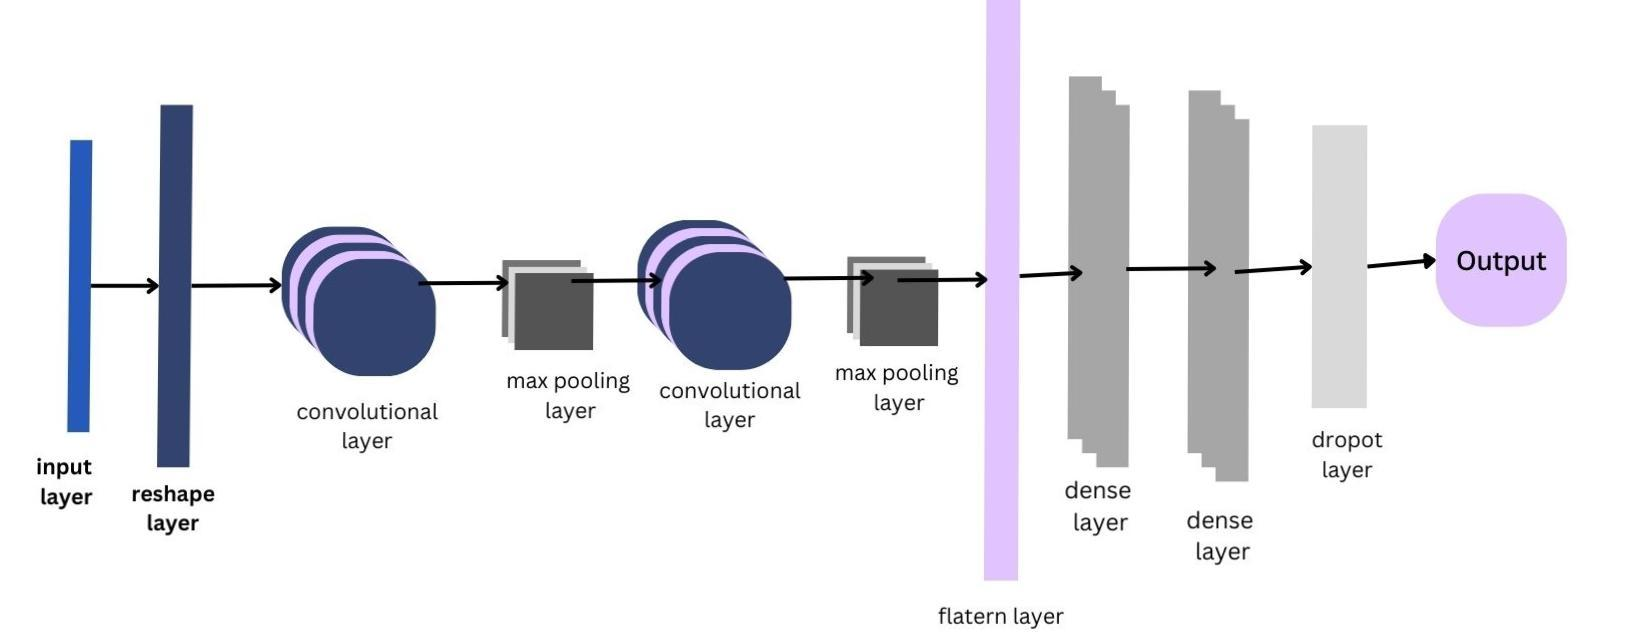 input
layer
reshape
layer
convolutional
layer
max pooling
layer
convolutional
layer
max pooling
layer
flatern layer
dense
layer
dense
layer
dropot
layer
Output